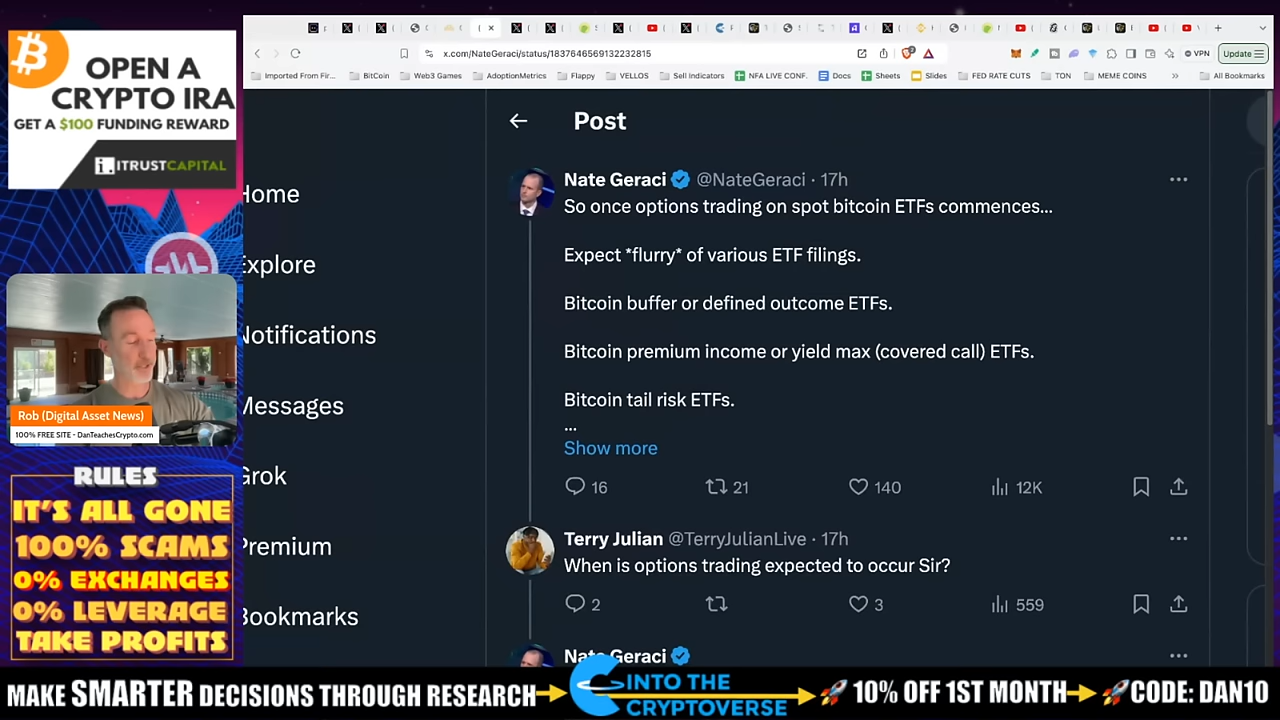 x.com/NateGeraci/status/1837646569132232815
VPN
Update
Imported From Fir...
BitCoin
Web3 Games
AdoptionMetrics
Flappy
VELLOS
Sell Indicators
NFA LIVE CONF.
Docs
Sheets
Slides
FED RATE CUTS
TON
MEME COINS
All Bookmarks
OPEN A
CRYPTO IRA
GET A $100 FUNDING REWARD
ITRUSTCAPITAL
Home
Explore
Notifications
Messages
Grok
Premium
Bookmarks
Post
Nate Geraci @NateGeraci · 17h
So once options trading on spot bitcoin ETFs commences...
Expect *flurry* of various ETF filings.
Bitcoin buffer or defined outcome ETFs.
Bitcoin premium income or yield max (covered call) ETFs.
Bitcoin tail risk ETFs.
...
Show more
16 21 140 12K
Terry Julian @TerryJulianLive · 17h
When is options trading expected to occur Sir?
2 3 559
Nate Geraci
Rob (Digital Asset News)
100% FREE SITE - DanTeachesCrypto.com
RULES
IT'S ALL GONE
100% SCAMS
0% EXCHANGES
0% LEVERAGE
TAKE PROFITS
MAKE SMARTER DECISIONS THROUGH RESEARCH
INTO THE
CRYPTOVERSE
10% OFF 1ST MONTH
CODE: DAN10